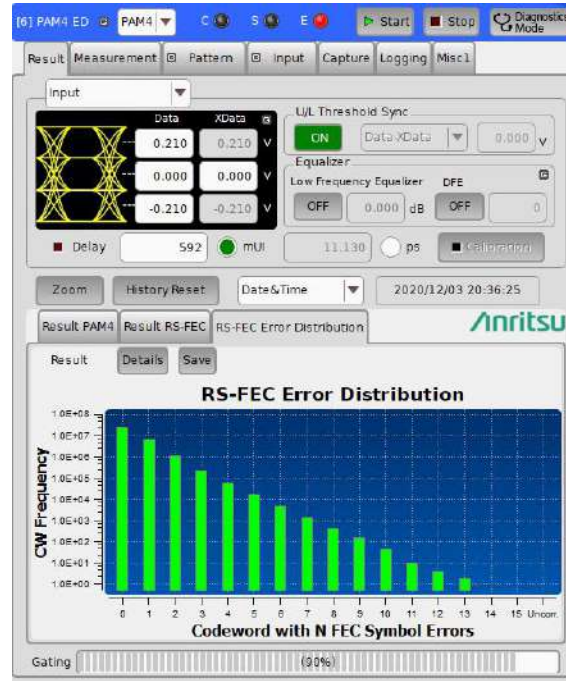 [6] PAM4 ED PAM4 C S E Start Stop Diagnostic Mode
Result Measurement Pattern Input Capture Logging Misc1
Input
Data XData
0.210 0.210 V
0.000 0.000 V
-0.210 -0.210 V
U/L Threshold Sync
ON Data-XData 0.000 V
Equalizer
Low Frequency Equalizer DFE
OFF 0.000 dB OFF 0
Delay 592 mUI 11.130 ps Calibration
Zoom History Reset Date&Time 2020/12/03 20:36:25
Result PAM4 Result RS-FEC RS-FEC Error Distribution
Anritsu
Result Details Save
RS-FEC Error Distribution
CW Frequency
1.0E+08
1.0E+07
1.0E+06
1.0E+05
1.0E+04
1.0E+03
1.0E+02
1.0E+01
1.0E+00
0 1 2 3 4 5 6 7 8 9 10 11 12 13 14 15 Uncorr.
Codeword with N FEC Symbol Errors
Gating (90%)